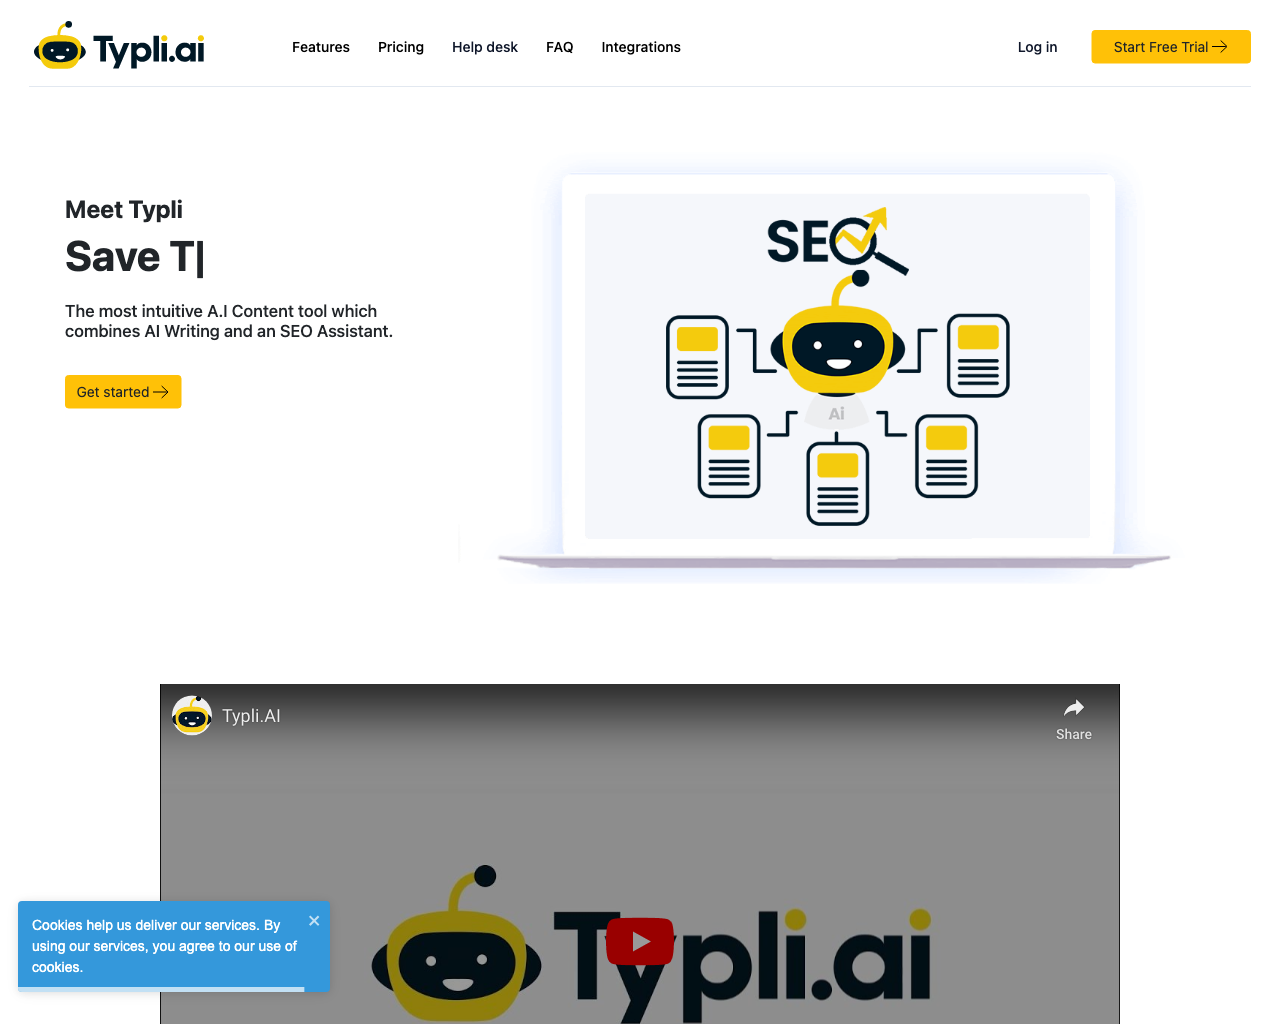 Typli.ai
Features
Pricing
Help desk
FAQ
Integrations
Log in
Start Free Trial
Meet Typli
Save T|
The most intuitive A.I Content tool which
combines AI Writing and an SEO Assistant.
Get started
SEO
Ai
Typli.AI
Share
Typli.ai
Cookies help us deliver our services. By
using our services, you agree to our use of
cookies.